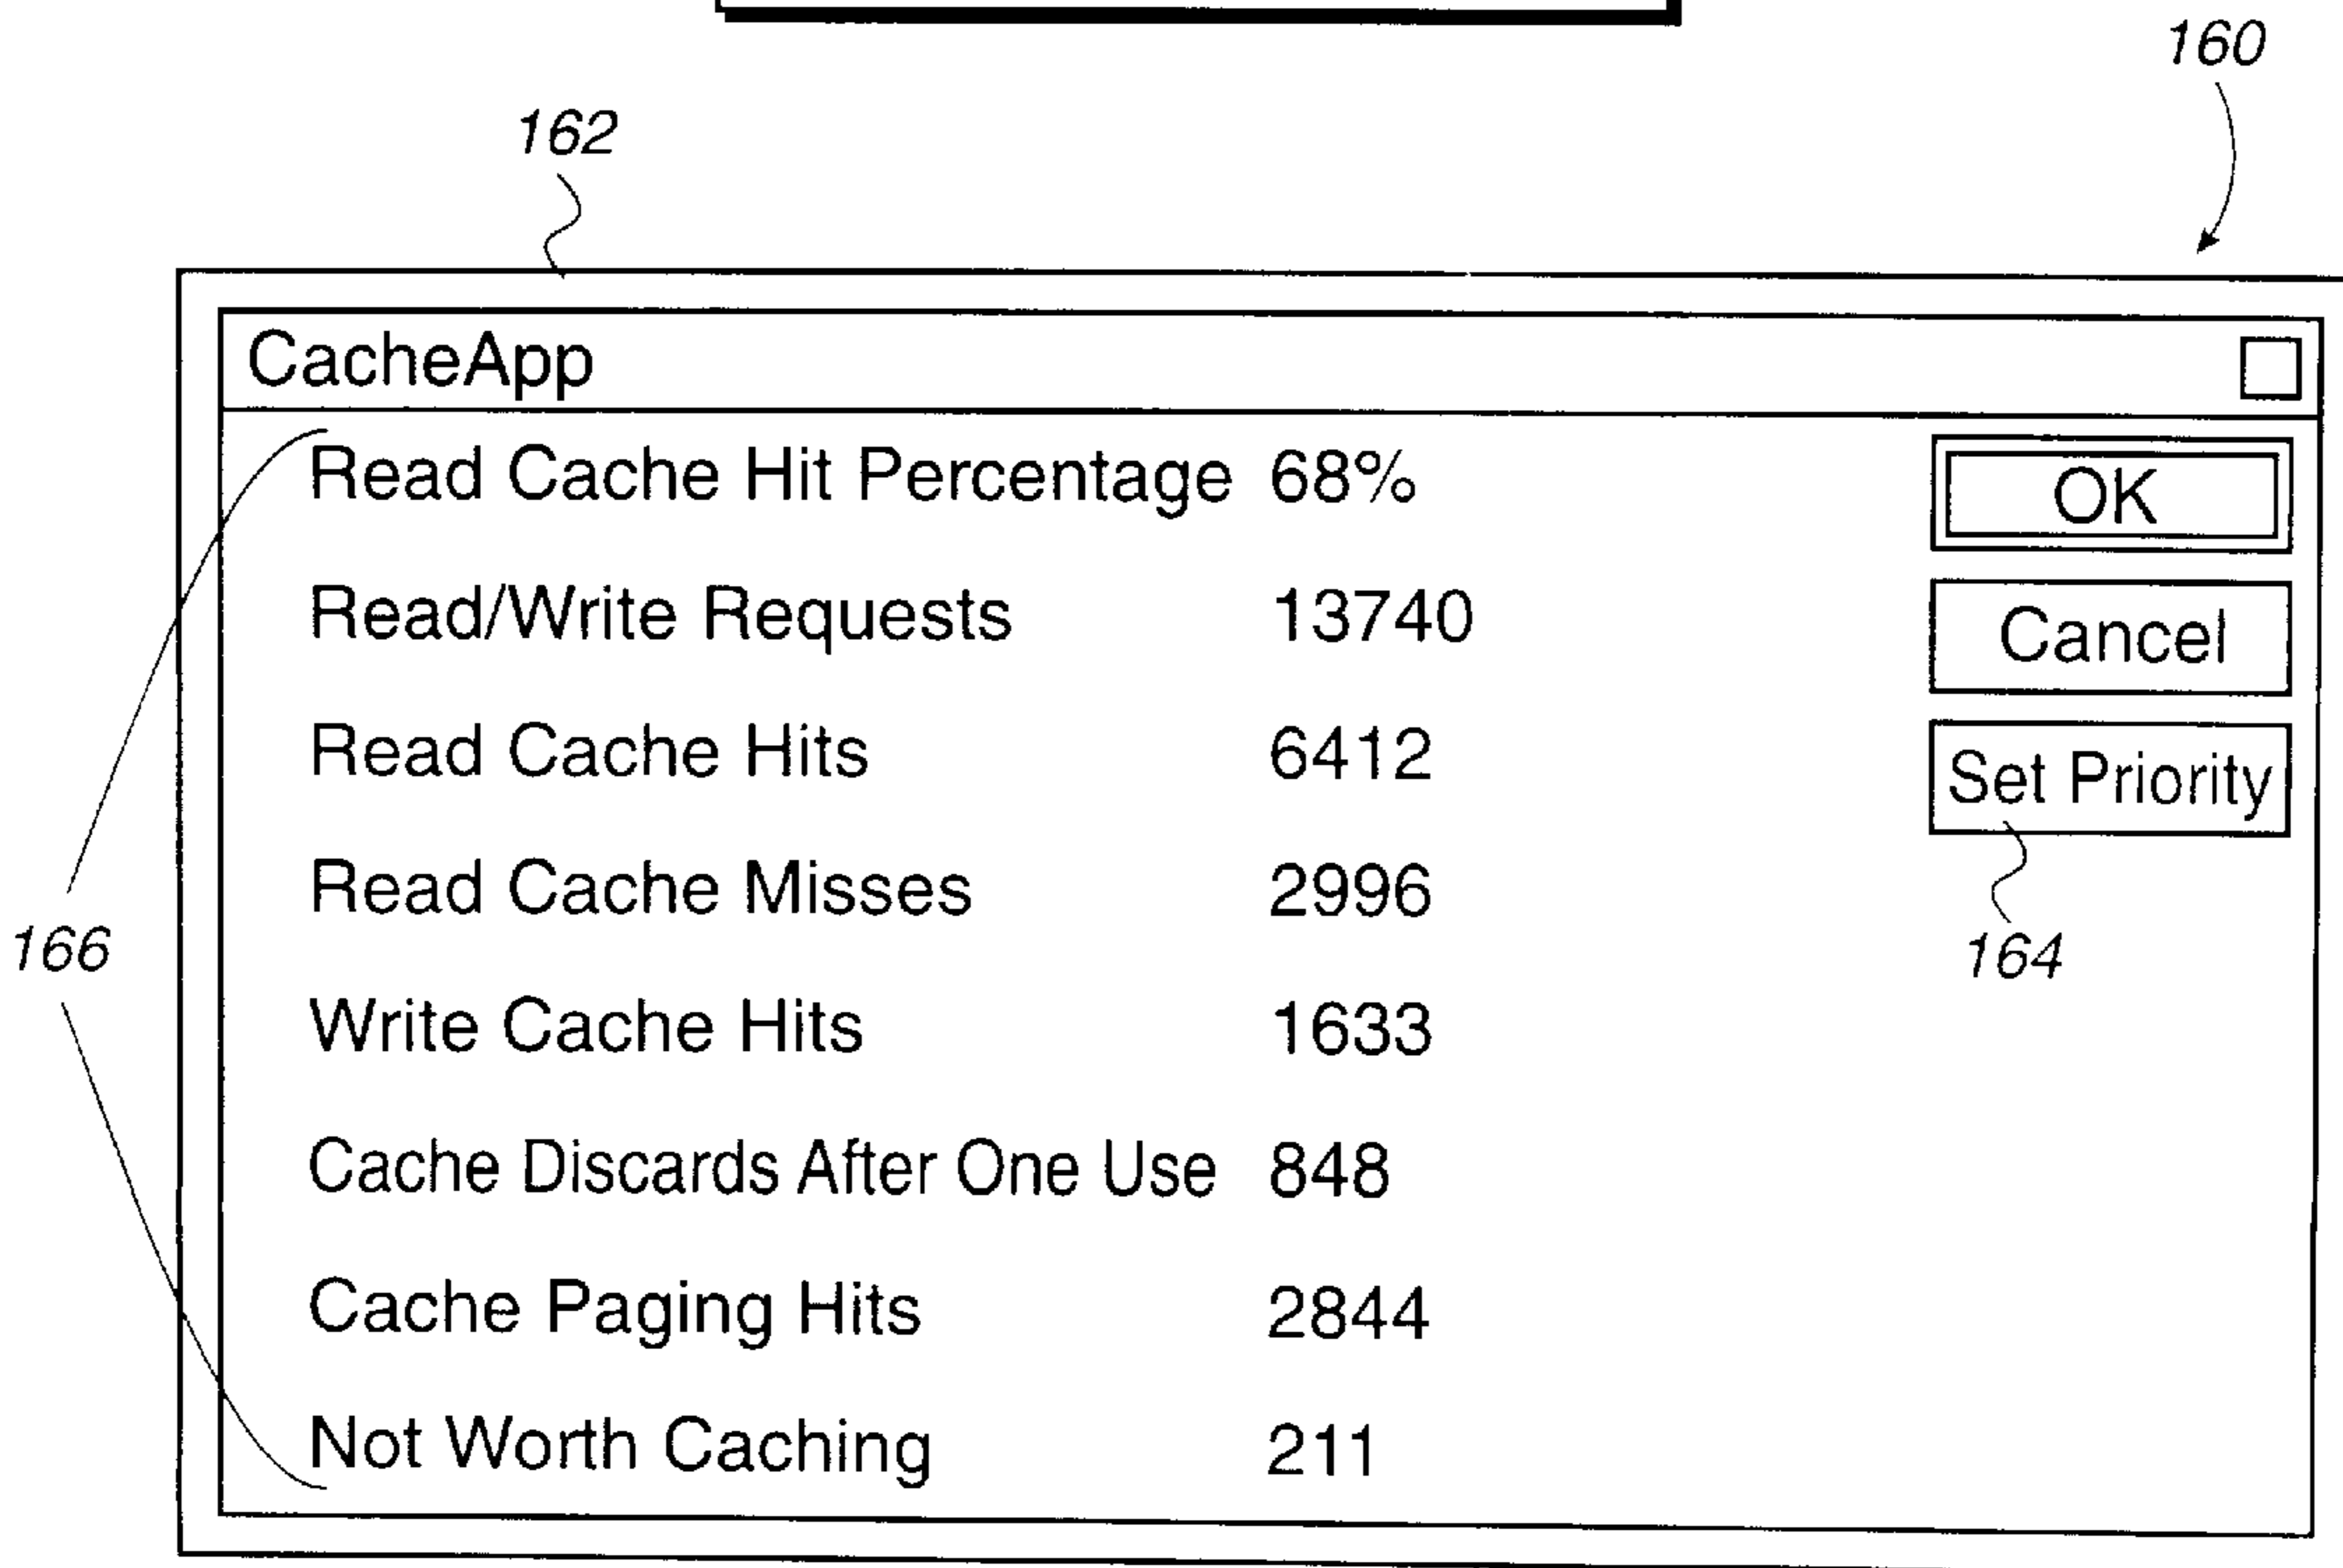 160
162
CacheApp
Read Cache Hit Percentage 68%
OK
Read/Write Requests 13740
Cancel
Read Cache Hits 6412
Set Priority
Read Cache Misses 2996
166
164
Write Cache Hits 1633
Cache Discards After One Use 848
Cache Paging Hits 2844
Not Worth Caching 211